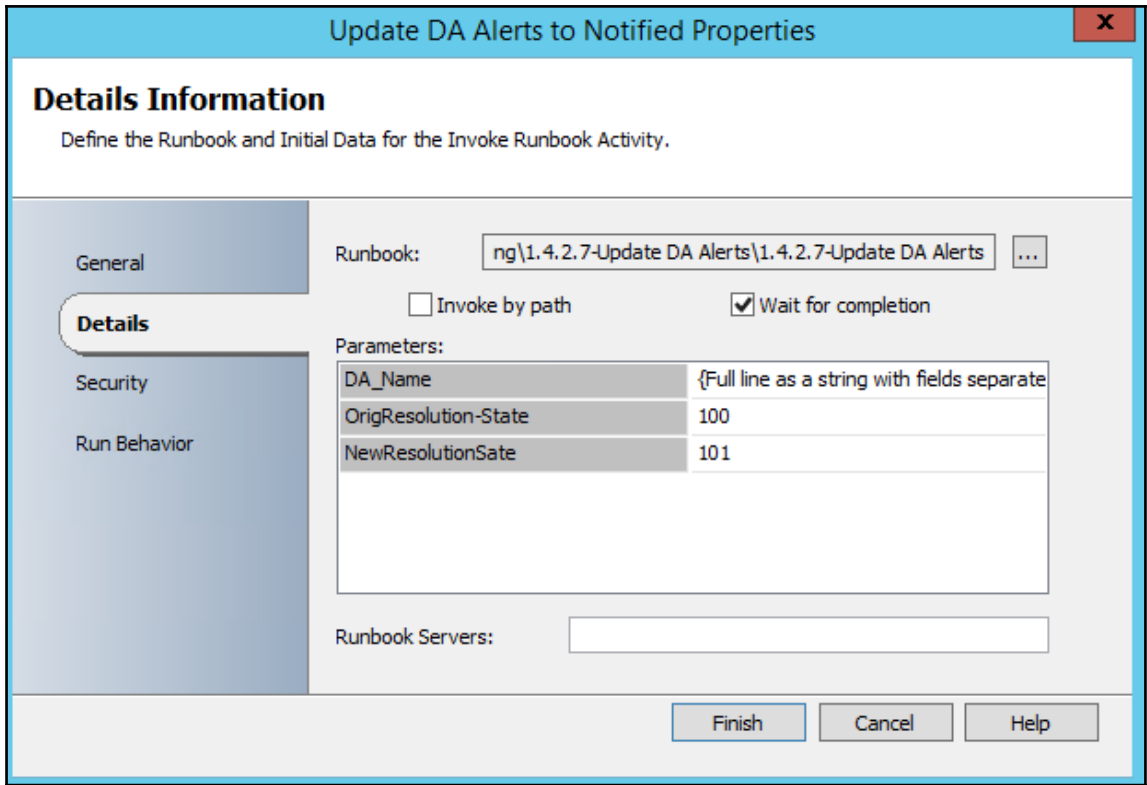 Update DA Alerts to Notified Properties
x
Details Information
Define the Runbook and Initial Data for the Invoke Runbook Activity.
General
Details
Security
Run Behavior
Runbook: ng\1.4.2.7-Update DA Alerts\1.4.2.7-Update DA Alerts ...
Invoke by path Wait for completion
Parameters:
DA_Name {Full line as a string with fields separate
OrigResolution-State 100
NewResolutionSate 101
Runbook Servers:
Finish Cancel Help